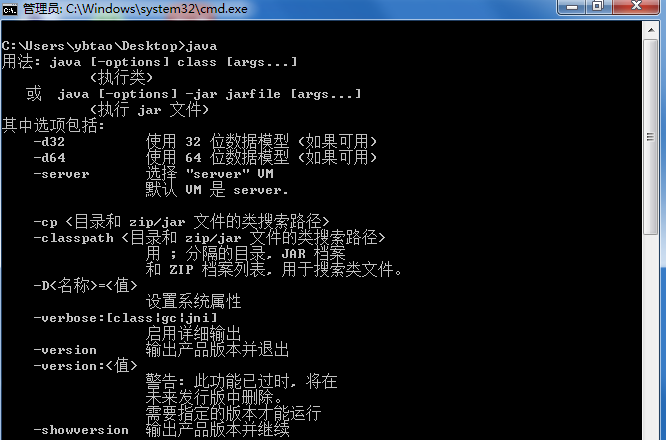 管理员: C:\Windows\system32\cmd.exe
C:\Users\ybtao\Desktop>java
用法: java [-options] class [args...]
(执行类)
或 java [-options] -jar jarfile [args...]
(执行 jar 文件)
其中选项包括:
-d32 使用 32 位数据模型 (如果可用)
-d64 使用 64 位数据模型 (如果可用)
-server 选择 "server" VM
默认 VM 是 server.
-cp <目录和 zip/jar 文件的类搜索路径>
-classpath <目录和 zip/jar 文件的类搜索路径>
用 ; 分隔的目录, JAR 档案
和 ZIP 档案列表, 用于搜索类文件。
-D<名称>=<值>
设置系统属性
-verbose:[class|gc|jni]
启用详细输出
-version 输出产品版本并退出
-version:<值>
警告: 此功能已过时, 将在
未来发行版中删除。
需要指定的版本才能运行
-showversion 输出产品版本并继续